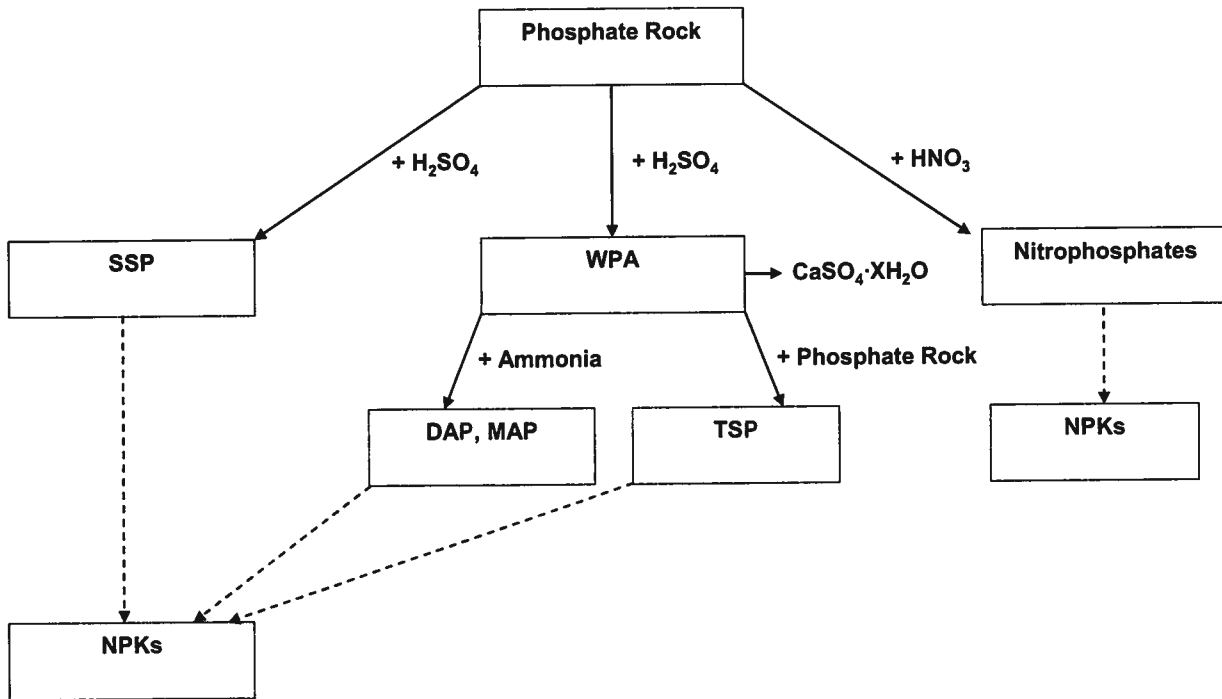 Phosphate Rock
+ H₂SO₄
+ H₂SO₄
+ HNO₃
SSP
WPA
CaSO₄·XH₂O
Nitrophosphates
+ Ammonia
+ Phosphate Rock
DAP, MAP
TSP
NPKs
NPKs